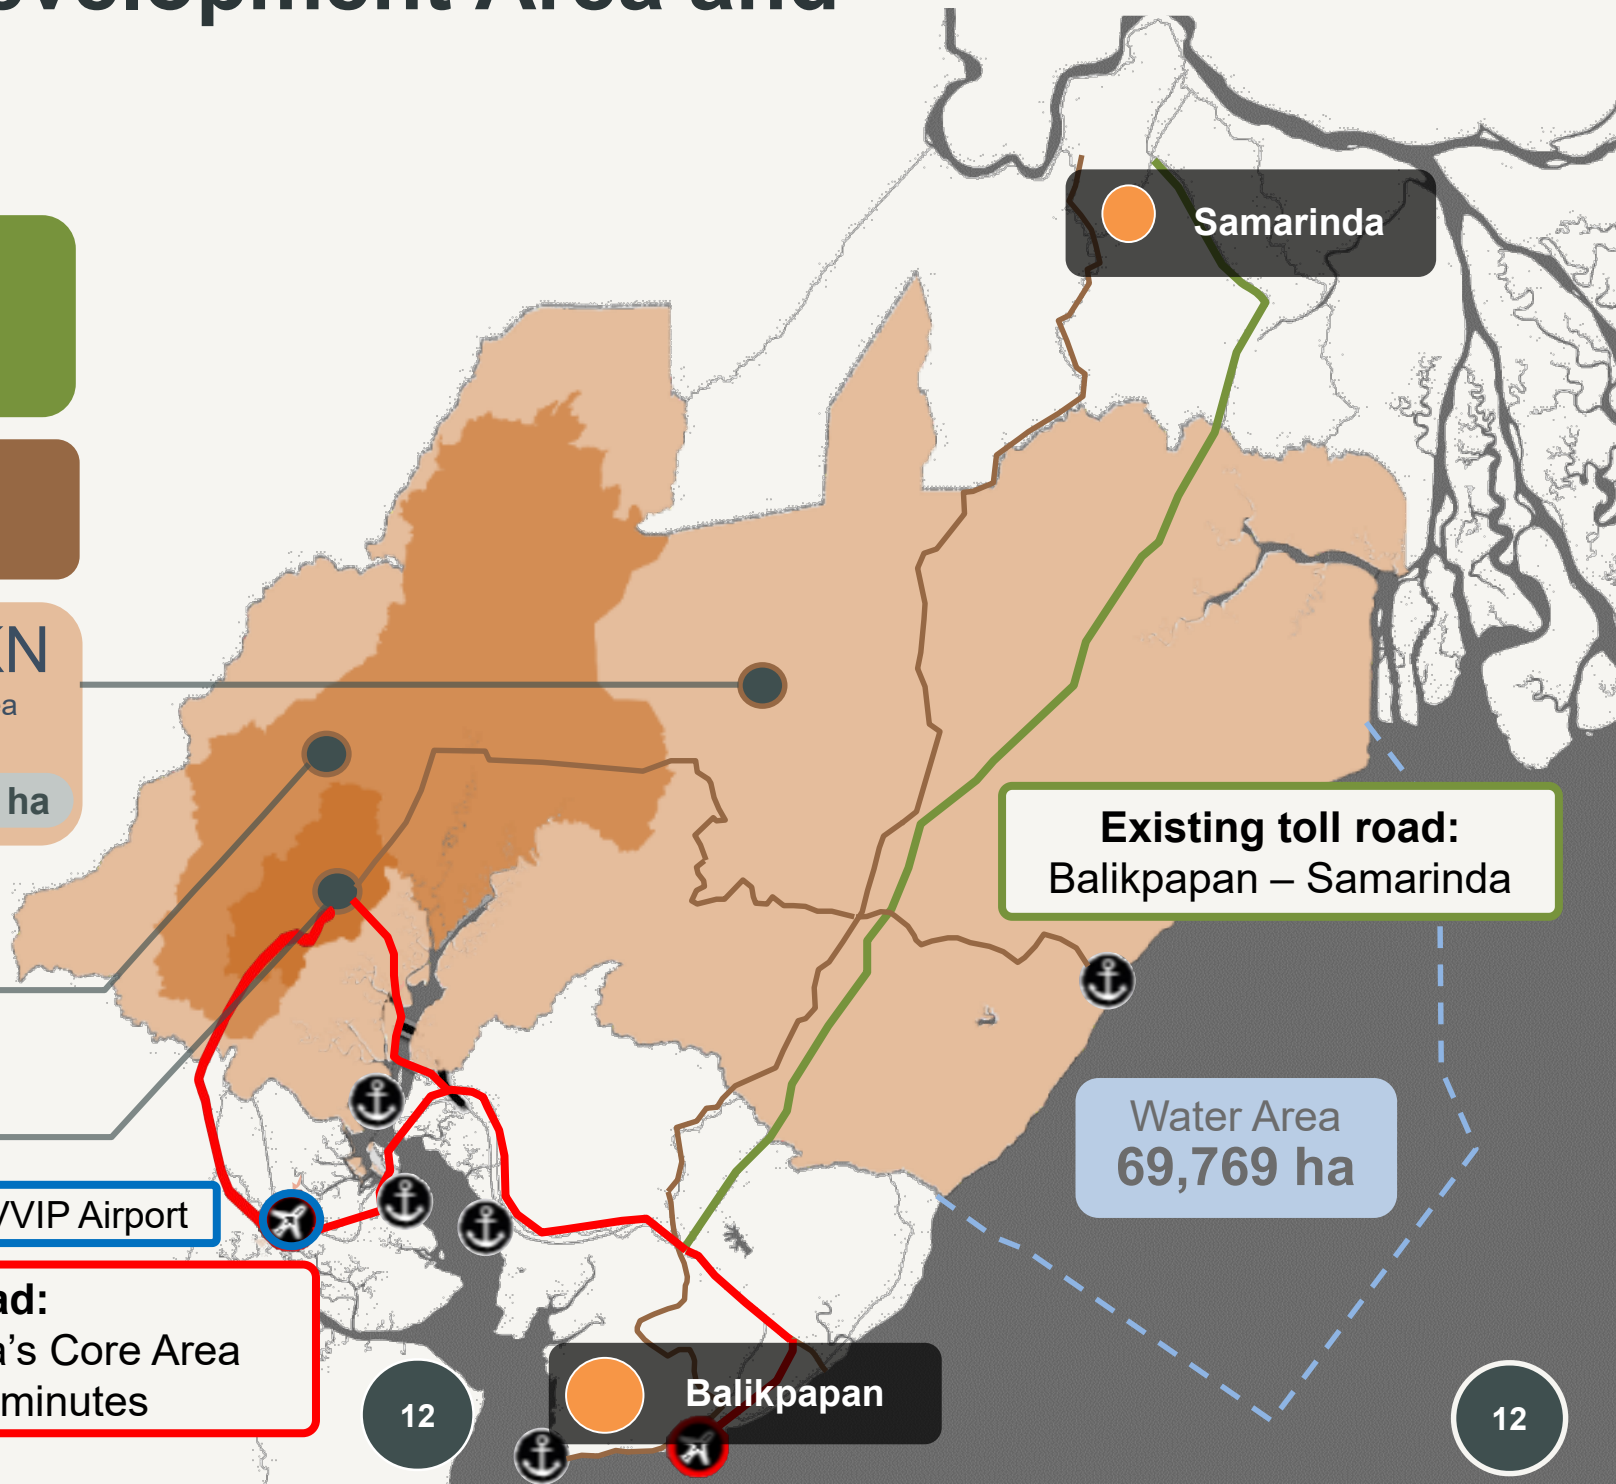 Samarinda
ha
Existing toll road:
Balikpapan – Samarinda
Water Area
69,769 ha
VVIP Airport
Core Area
minutes
Balikpapan
12
12